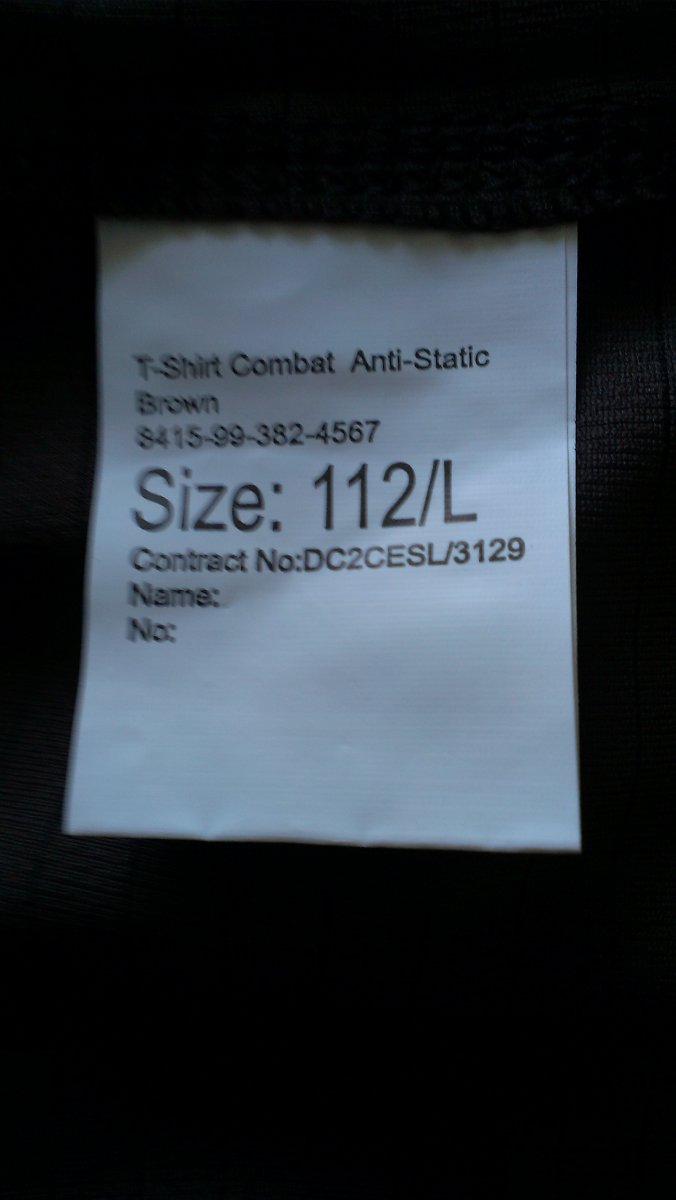 T-Shirt Combat Anti-Static
Brown
8415-99-382-4567
Size: 112/L
Contract No:DC2CESL/3129
Name:
No: